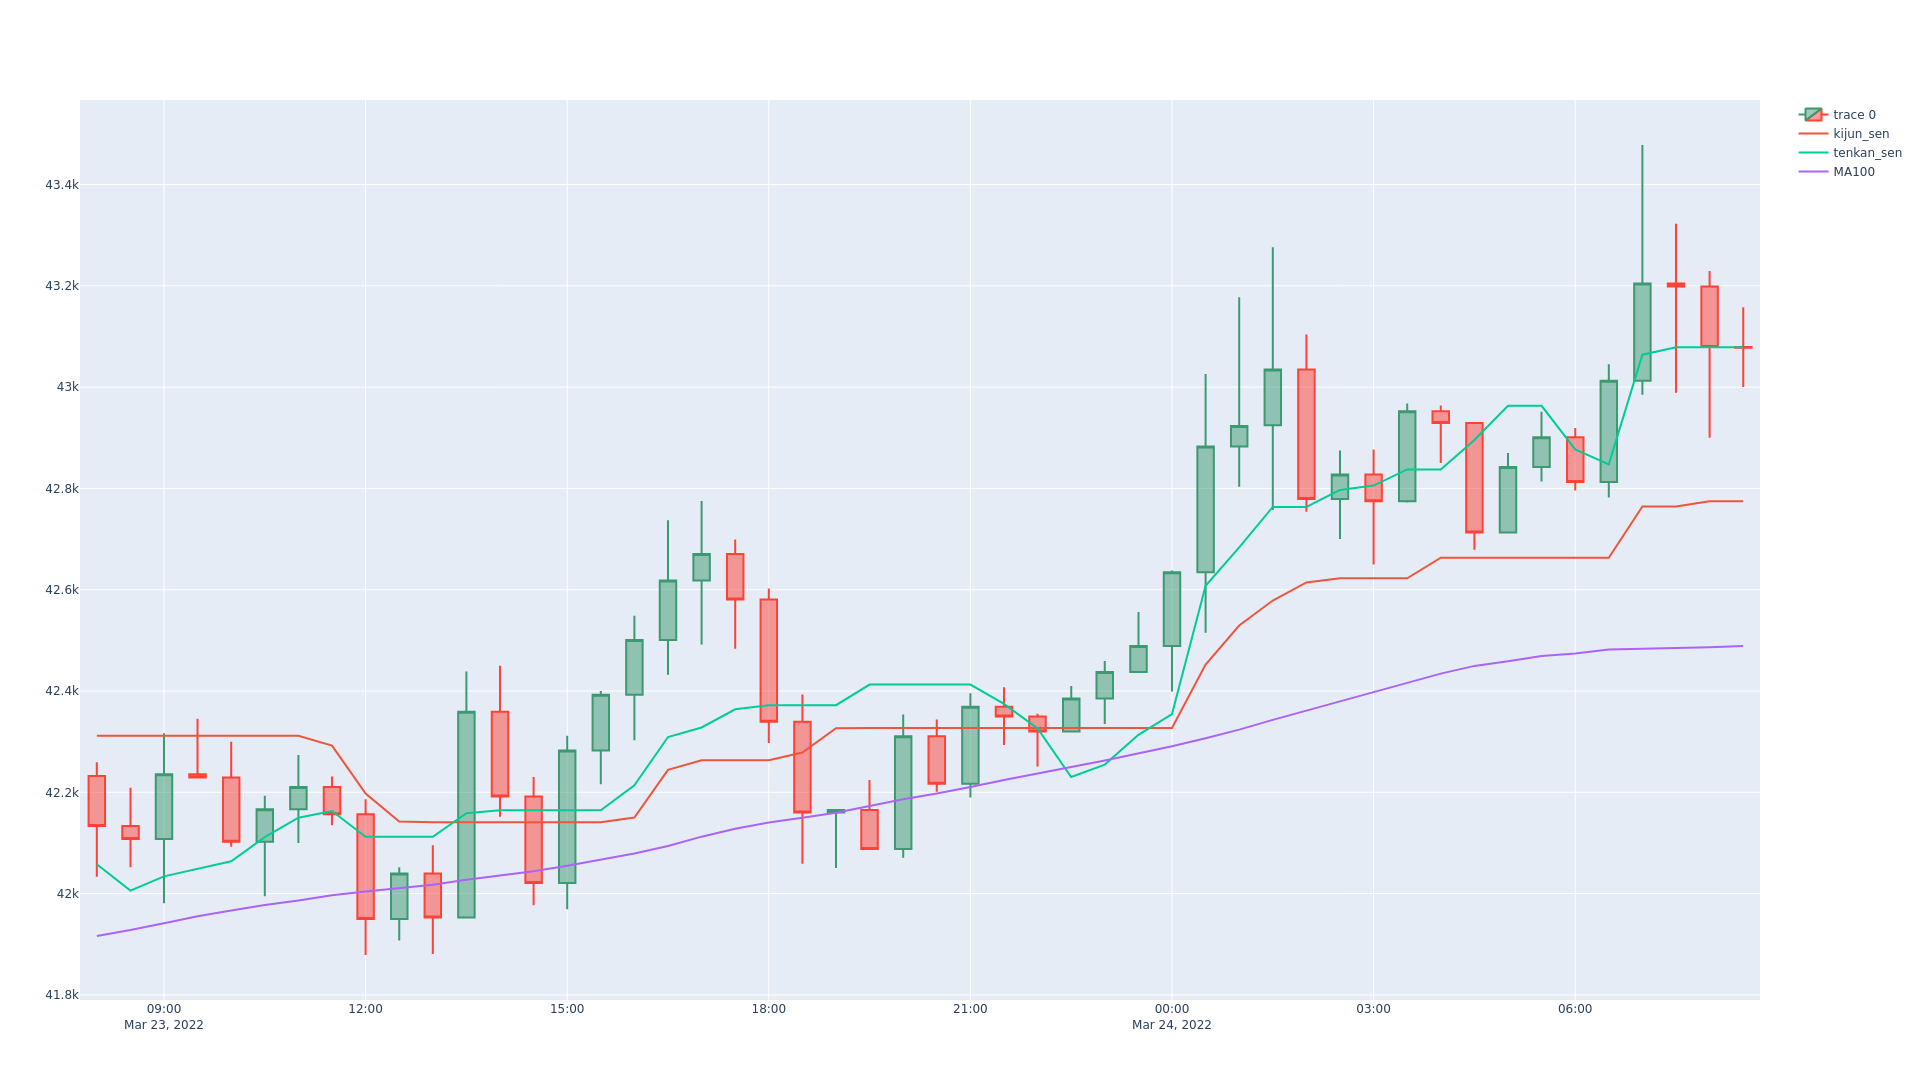 trace 0
kijun_sen
tenkan_sen
MA100
43.4k
43.2k
43k
42.8k
42.6k
42.4k
42.2k
42k
41.8k
09:00 12:00 15:00 18:00 21:00 00:00 03:00 06:00
Mar 23, 2022 Mar 24, 2022